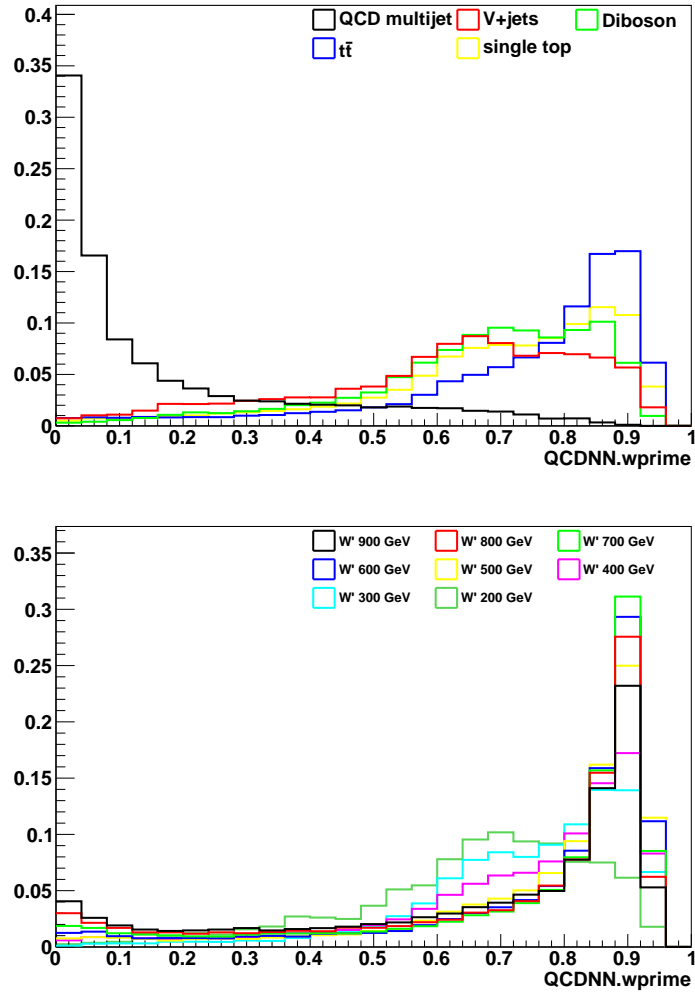 0.4
QCD multijet V+jets Diboson
tt̄ single top
0.35
0.3
0.25
0.2
0.15
0.1
0.05
0
0 0.1 0.2 0.3 0.4 0.5 0.6 0.7 0.8 0.9 1
QCDNN.wprime
W' 900 GeV W' 800 GeV W' 700 GeV
0.35
W' 600 GeV W' 500 GeV W' 400 GeV
W' 300 GeV W' 200 GeV
0.3
0.25
0.2
0.15
0.1
0.05
0
0 0.1 0.2 0.3 0.4 0.5 0.6 0.7 0.8 0.9 1
QCDNN.wprime